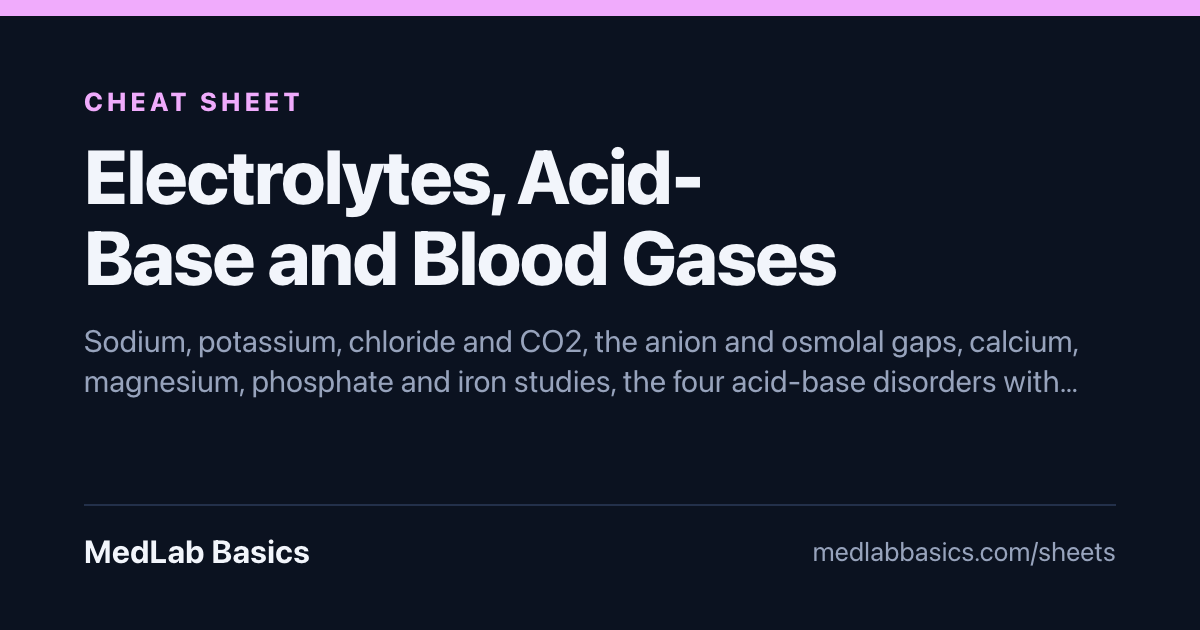 CHEAT SHEET
Electrolytes, Acid-
Base and Blood Gases
Sodium, potassium, chloride and CO2, the anion and osmolal gaps, calcium,
magnesium, phosphate and iron studies, the four acid-base disorders with...
MedLab Basics
medlabbasics.com/sheets